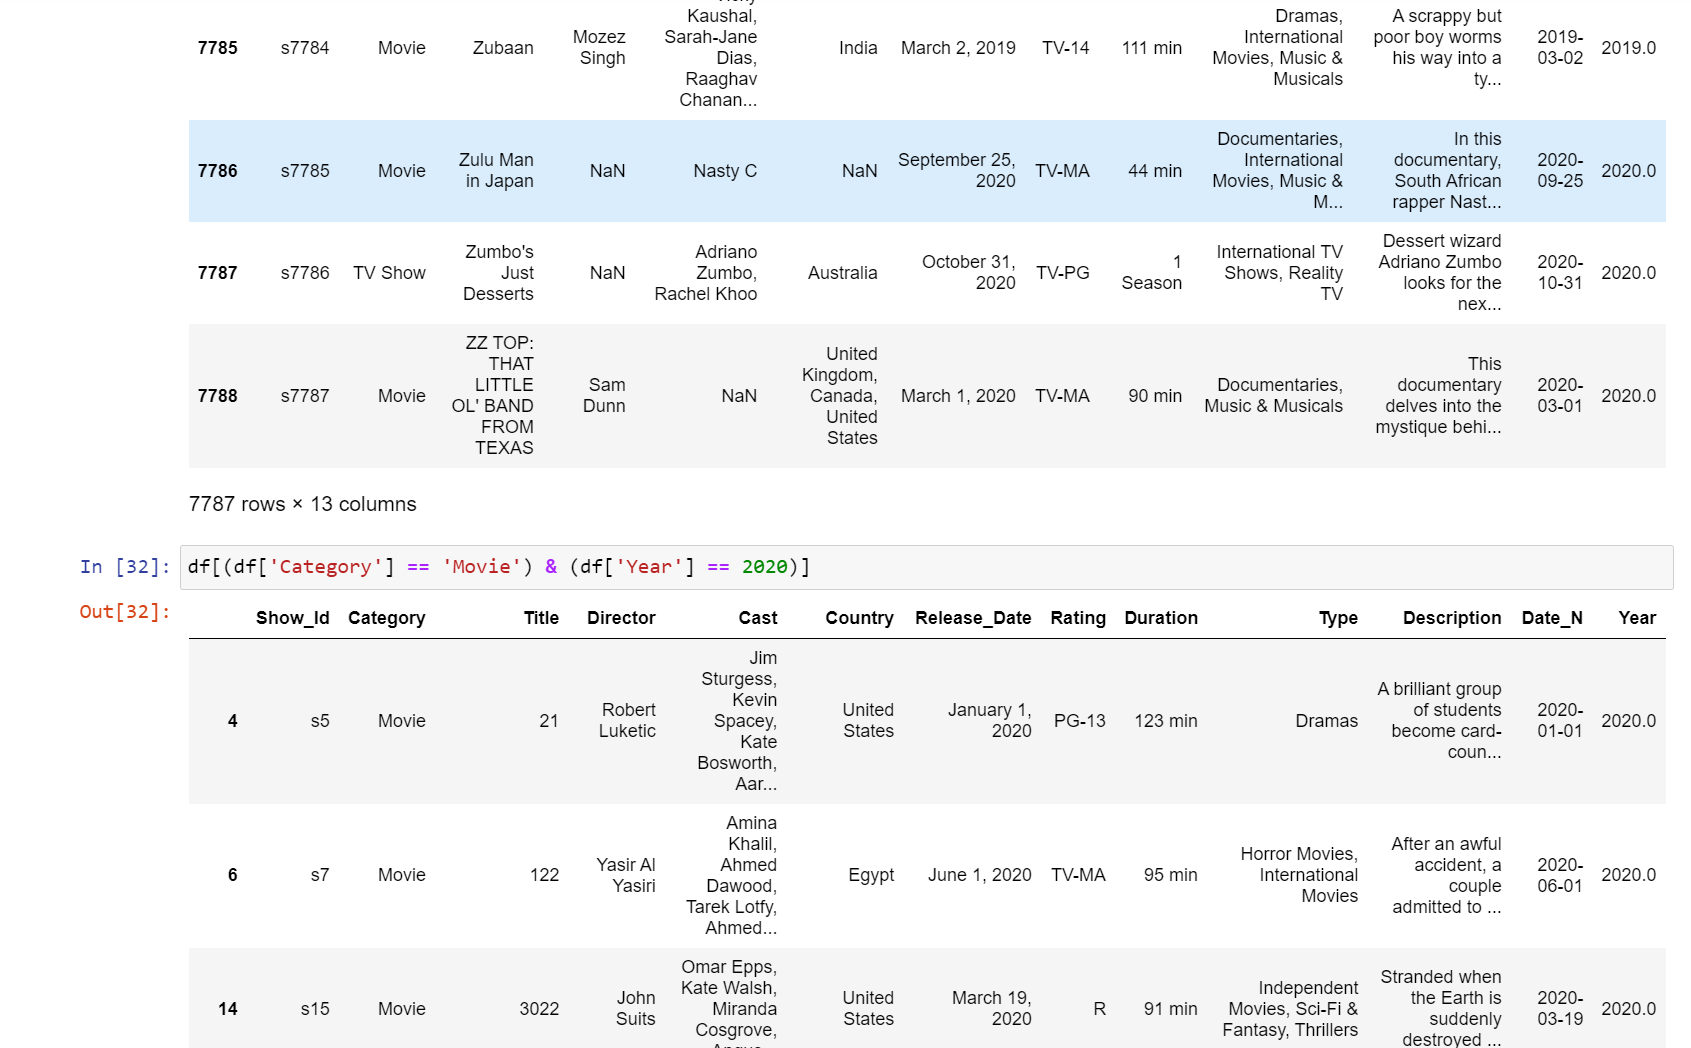 7785 s7784 Movie Zubaan Mozez Singh Kaushal, Sarah-Jane Dias, Raaghav Chanan... India March 2, 2019 TV-14 111 min Dramas, International Movies, Music & Musicals A scrappy but poor boy worms his way into a ty... 2019-03-02 2019.0
7786 s7785 Movie Zulu Man in Japan NaN Nasty C NaN September 25, 2020 TV-MA 44 min Documentaries, International Movies, Music & M... In this documentary, South African rapper Nast... 2020-09-25 2020.0
7787 s7786 TV Show Zumbo's Just Desserts NaN Adriano Zumbo, Rachel Khoo Australia October 31, 2020 TV-PG 1 Season International TV Shows, Reality TV Dessert wizard Adriano Zumbo looks for the nex... 2020-10-31 2020.0
7788 s7787 Movie ZZ TOP: THAT LITTLE OL' BAND FROM TEXAS Sam Dunn NaN United Kingdom, Canada, United States March 1, 2020 TV-MA 90 min Documentaries, Music & Musicals This documentary delves into the mystique behi... 2020-03-01 2020.0
7787 rows × 13 columns
In [32]: df[(df['Category'] == 'Movie') & (df['Year'] == 2020)]
Out[32]:
Show_Id Category Title Director Cast Country Release_Date Rating Duration Type Description Date_N Year
4 s5 Movie 21 Robert Luketic Jim Sturgess, Kevin Spacey, Kate Bosworth, Aar... United States January 1, 2020 PG-13 123 min Dramas A brilliant group of students become card-coun... 2020-01-01 2020.0
6 s7 Movie 122 Yasir Al Yasiri Amina Khalil, Ahmed Dawood, Tarek Lotfy, Ahmed... Egypt June 1, 2020 TV-MA 95 min Horror Movies, International Movies After an awful accident, a couple admitted to ... 2020-06-01 2020.0
14 s15 Movie 3022 John Suits Omar Epps, Kate Walsh, Miranda Cosgrove, United States March 19, 2020 R 91 min Independent Movies, Sci-Fi & Fantasy, Thrillers Stranded when the Earth is suddenly destroyed ... 2020-03-19 2020.0